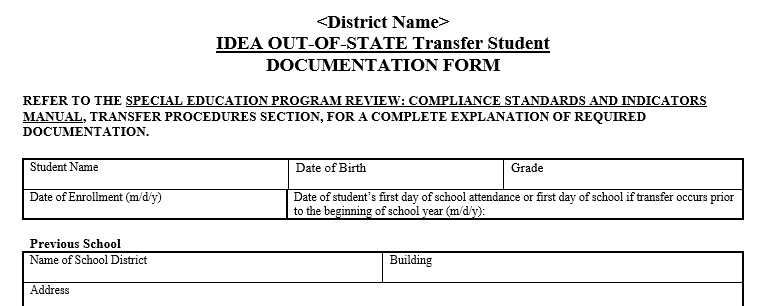 <District Name>
IDEA OUT-OF-STATE Transfer Student
DOCUMENTATION FORM
REFER TO THE SPECIAL EDUCATION PROGRAM REVIEW: COMPLIANCE STANDARDS AND INDICATORS
MANUAL, TRANSFER PROCEDURES SECTION, FOR A COMPLETE EXPLANATION OF REQUIRED
DOCUMENTATION.
Student Name
Date of Birth
Grade
Date of Enrollment (m/d/y)
Date of student’s first day of school attendance or first day of school if transfer occurs prior
to the beginning of school year (m/d/y):
Previous School
Name of School District
Building
Address